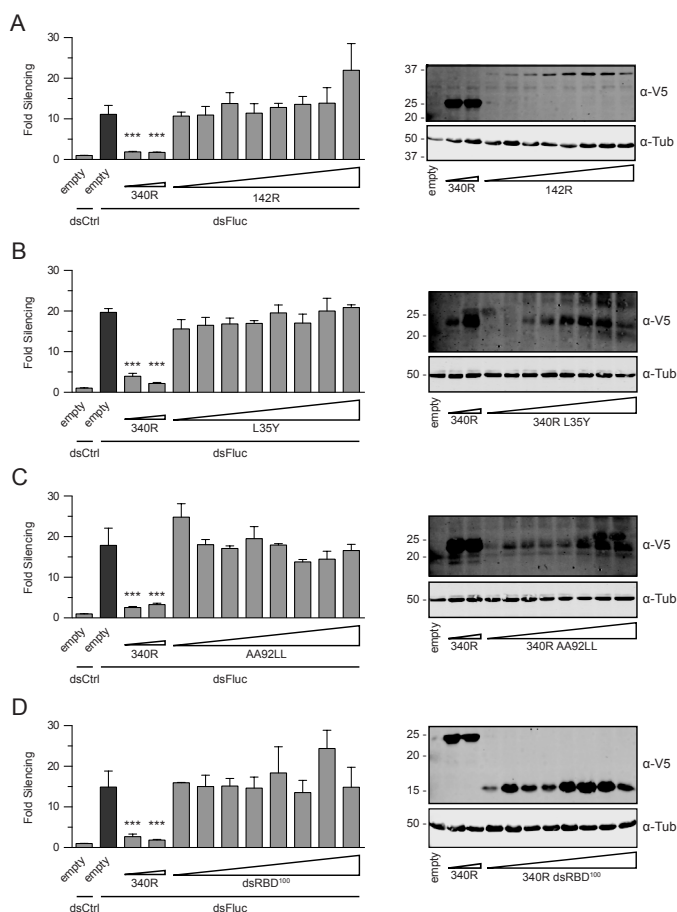 A
Fold Silencing
30
20
10
0
*** ***
empty
empty
340R
142R
dsCtrl
dsFluc
37 -
25 -
20 -
α-V5
50 -
37 -
α-Tub
empty
340R
142R
B
Fold Silencing
30
20
10
0
*** ***
empty
empty
340R
L35Y
dsCtrl
dsFluc
25 -
20 -
α-V5
50 -
α-Tub
empty
340R
340R L35Y
C
Fold Silencing
30
20
10
0
*** ***
empty
empty
340R
AA92LL
dsCtrl
dsFluc
25 -
20 -
α-V5
50 -
α-Tub
empty
340R
340R AA92LL
D
Fold Silencing
30
20
10
0
*** ***
empty
empty
340R
dsRBD¹⁰⁰
dsCtrl
dsFluc
25 -
20 -
15 -
α-V5
50 -
α-Tub
empty
340R
340R dsRBD¹⁰⁰